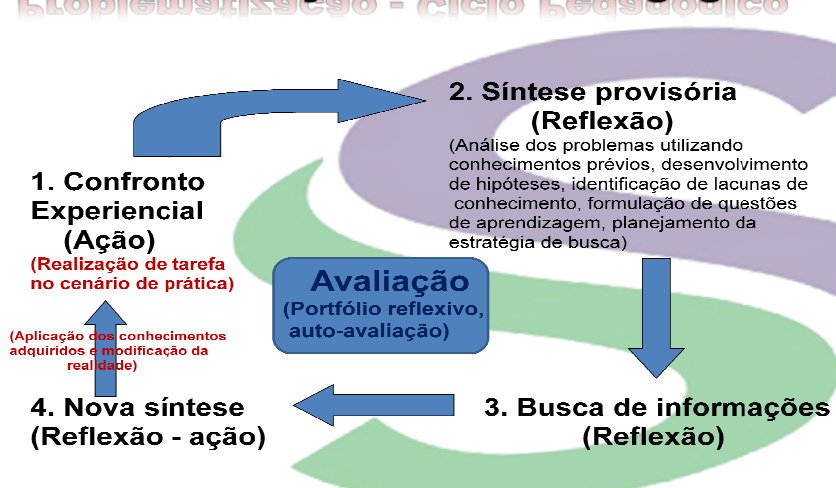 Problematização - Ciclo Pedagógico
1. Confronto
Experiencial
(Ação)
(Realização de tarefa
no cenário de prática)
2. Síntese provisória
(Reflexão)
(Análise dos problemas utilizando
conhecimentos prévios, desenvolvimento
de hipóteses, identificação de lacunas de
conhecimento, formulação de questões
de aprendizagem, planejamento da
estratégia de busca)
Avaliação
(Portfólio reflexivo,
auto-avaliação)
(Aplicação dos conhecimentos
adquiridos e modificação da
realidade)
4. Nova síntese
(Reflexão - ação)
3. Busca de informações
(Reflexão)